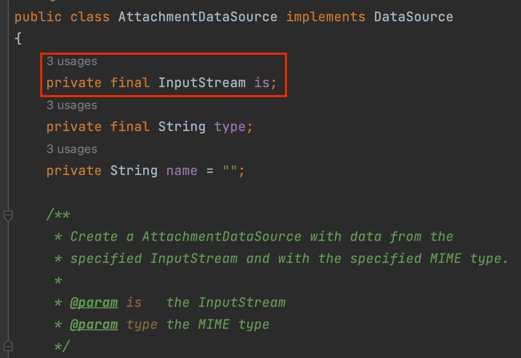 public class AttachmentDataSource implements DataSource
{
3 usages
private final InputStream is;
3 usages
private final String type;
3 usages
private String name = "";
/**
* Create a AttachmentDataSource with data from the
* specified InputStream and with the specified MIME type.
*
* @param is   the InputStream
* @param type the MIME type
*/